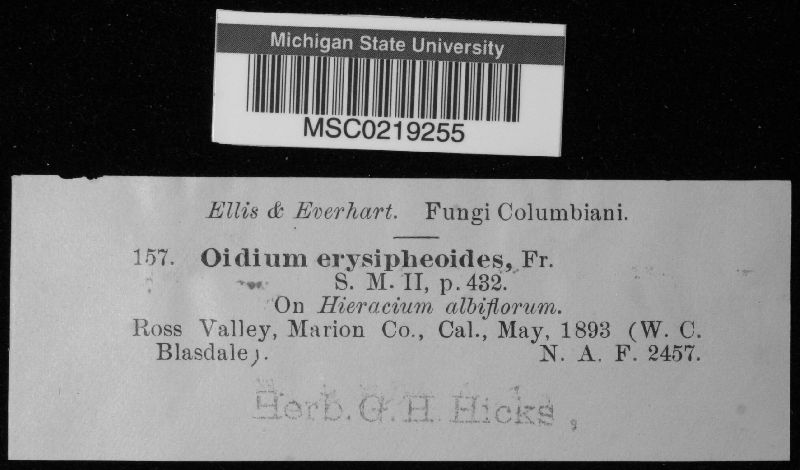 Michigan State University
MSC0219255
Ellis & Everhart. Fungi Columbiani.
157. Oidium erysipheoides, Fr.
S. M. II, p. 432.
On Hieracium albiflorum.
Ross Valley, Marion Co., Cal., May, 1893 (W. C.
Blasdale). N. A. F. 2457.
Herb. G. H. Hicks,